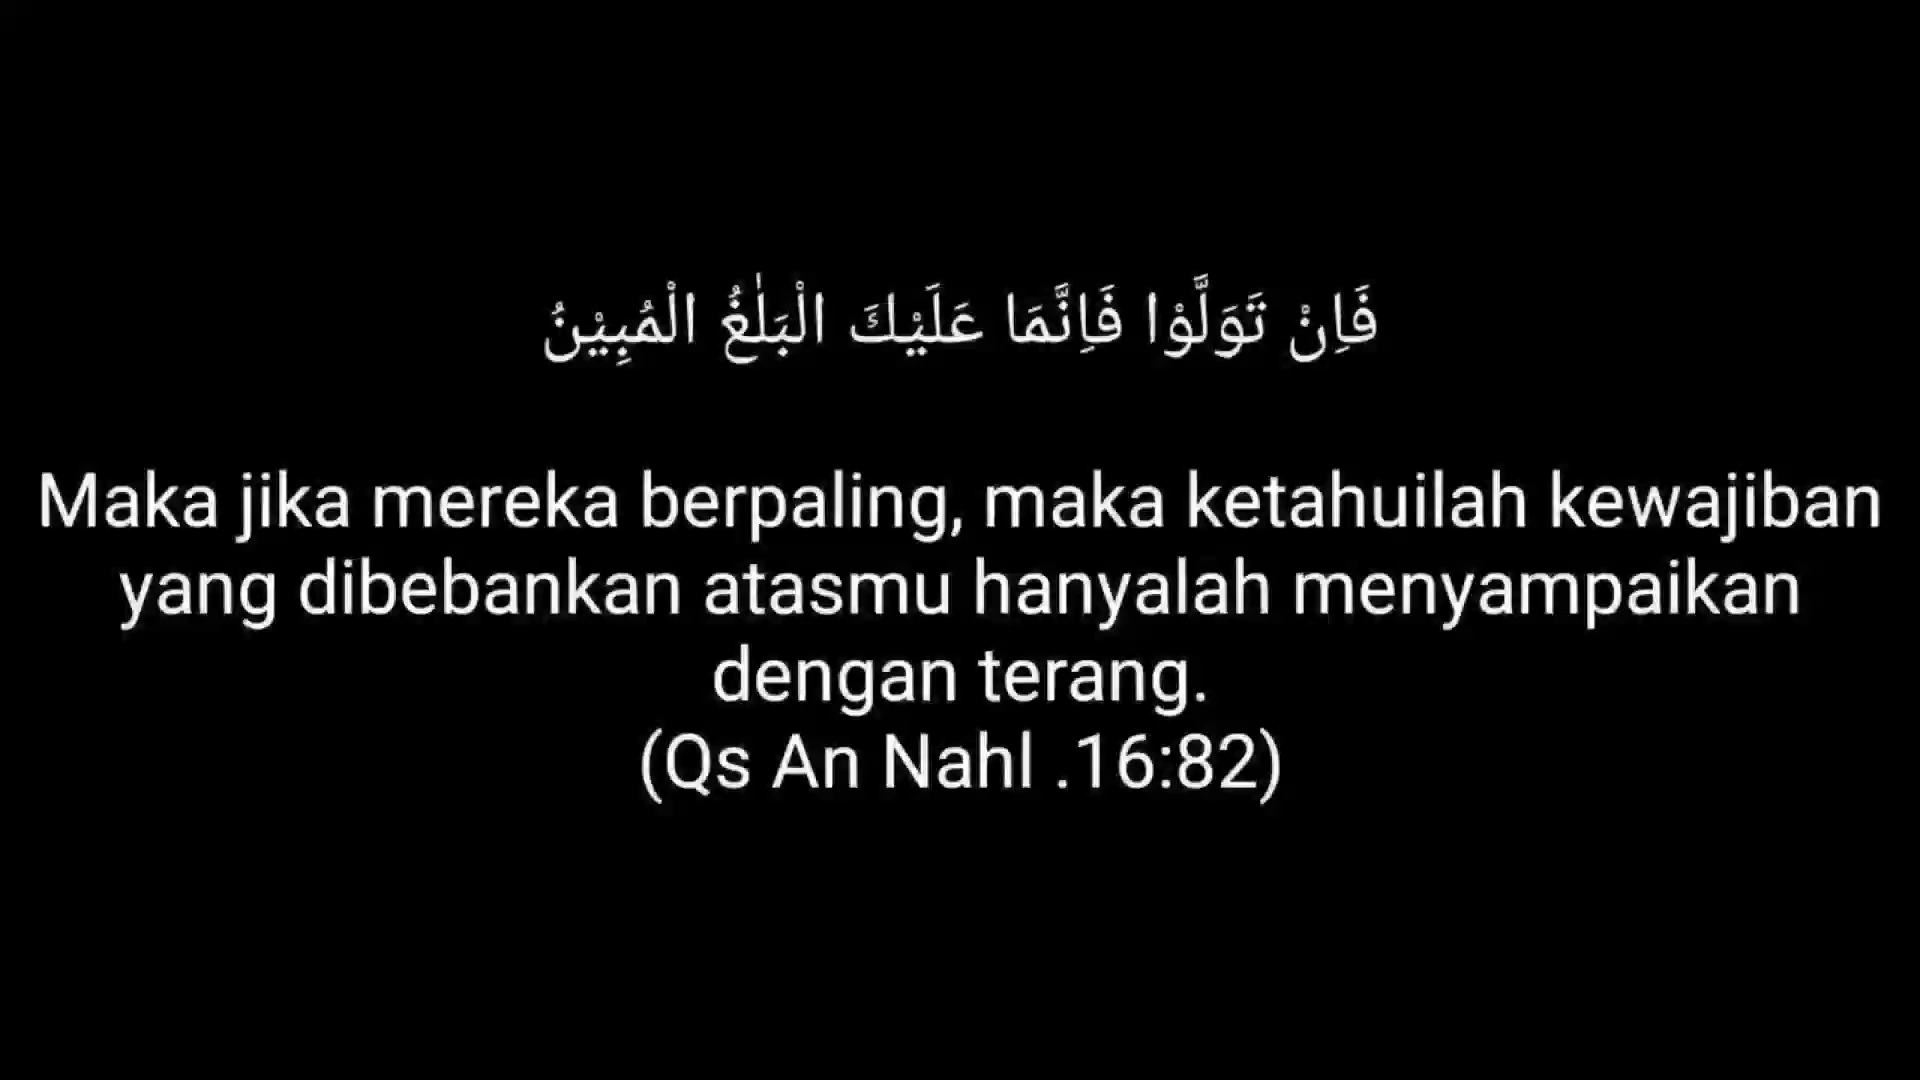 فَاِنْ تَوَلَّوْا فَاِنَّمَا عَلَيْكَ الْبَلٰغُ الْمُبِيْنُ
Maka jika mereka berpaling, maka ketahuilah kewajiban
yang dibebankan atasmu hanyalah menyampaikan
dengan terang.
(Qs An Nahl .16:82)